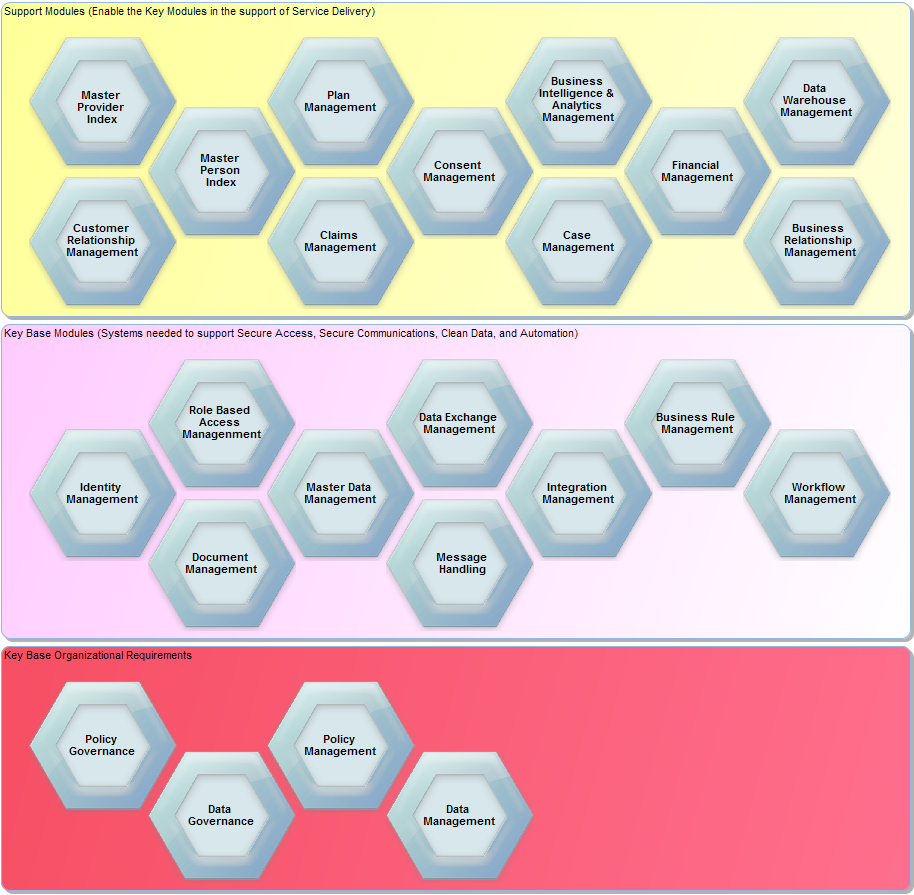 Support Modules (Enable the Key Modules in the support of Service Delivery)
Master
Provider
Index
Plan
Management
Business
Intelligence &
Analytics
Management
Data
Warehouse
Management
Master
Person
Index
Consent
Management
Financial
Management
Customer
Relationship
Management
Claims
Management
Case
Management
Business
Relationship
Management
Key Base Modules (Systems needed to support Secure Access, Secure Communications, Clean Data, and Automation)
Role Based
Access
Managenment
Data Exchange
Management
Business Rule
Management
Identity
Management
Master Data
Management
Integration
Management
Workflow
Management
Document
Management
Message
Handling
Key Base Organizational Requirements
Policy
Governance
Policy
Management
Data
Governance
Data
Management